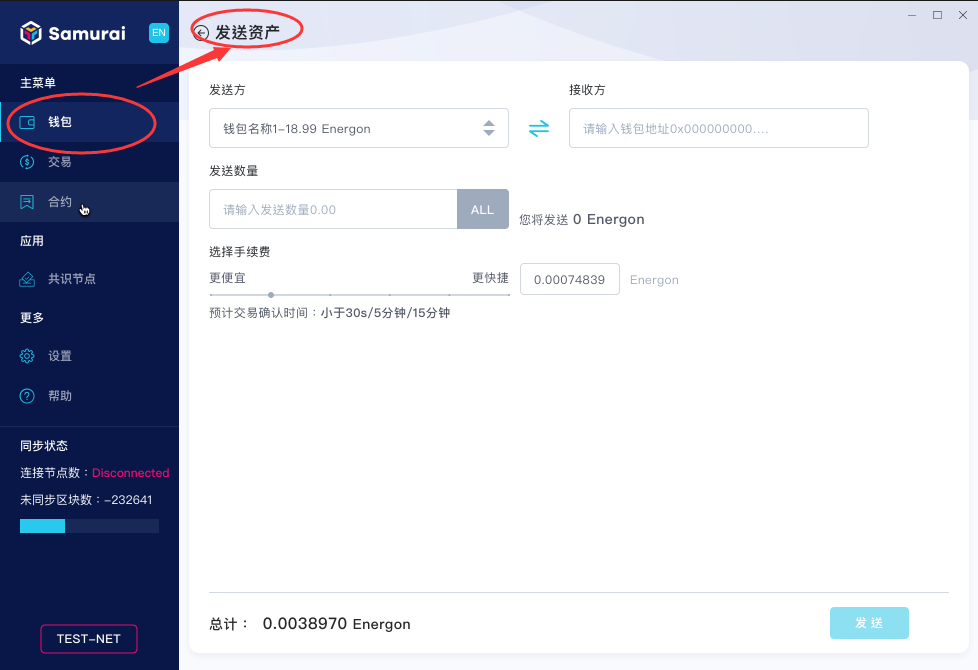 Samurai
EN
主菜单
钱包
交易
合约
应用
共识节点
更多
设置
帮助
同步状态
连接节点数：Disconnected
未同步区块数：-232641
TEST-NET
发送资产
发送方
接收方
钱包名称1-18.99 Energon
请输入钱包地址0x000000000....
发送数量
请输入发送数量0.00
ALL
您将发送 0 Energon
选择手续费
更便宜
更快捷
0.00074839
Energon
预计交易确认时间：小于30s/5分钟/15分钟
总计： 0.0038970 Energon
发送